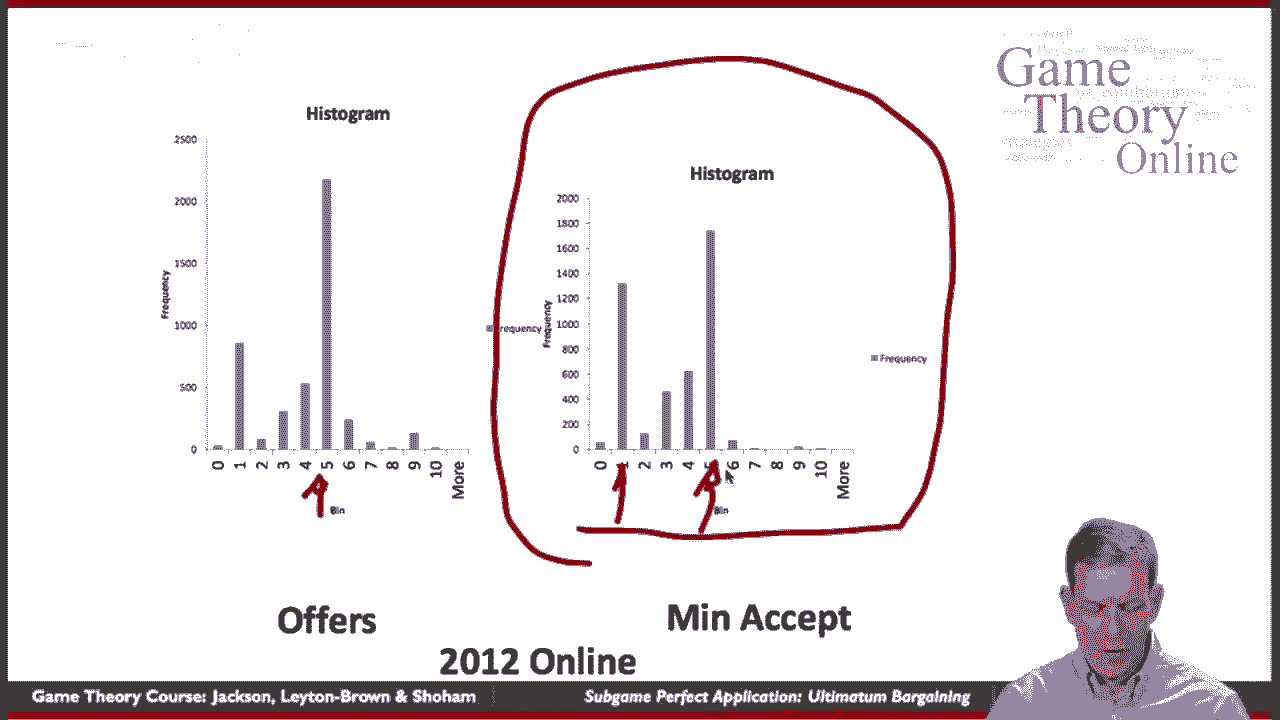 Game
Theory
Online
Histogram
2500
2000
1500
1000
500
0
Frequency
0 1 2 3 4 5 6 7 8 9 10 More
Bin
Frequency
Histogram
2000
1800
1600
1400
1200
1000
800
600
400
200
0
Frequency
0 1 2 3 4 5 6 7 8 9 10 More
Bin
Frequency
Offers
Min Accept
2012 Online
Game Theory Course: Jackson, Leyton-Brown & Shoham
Subgame Perfect Application: Ultimatum Bargaining